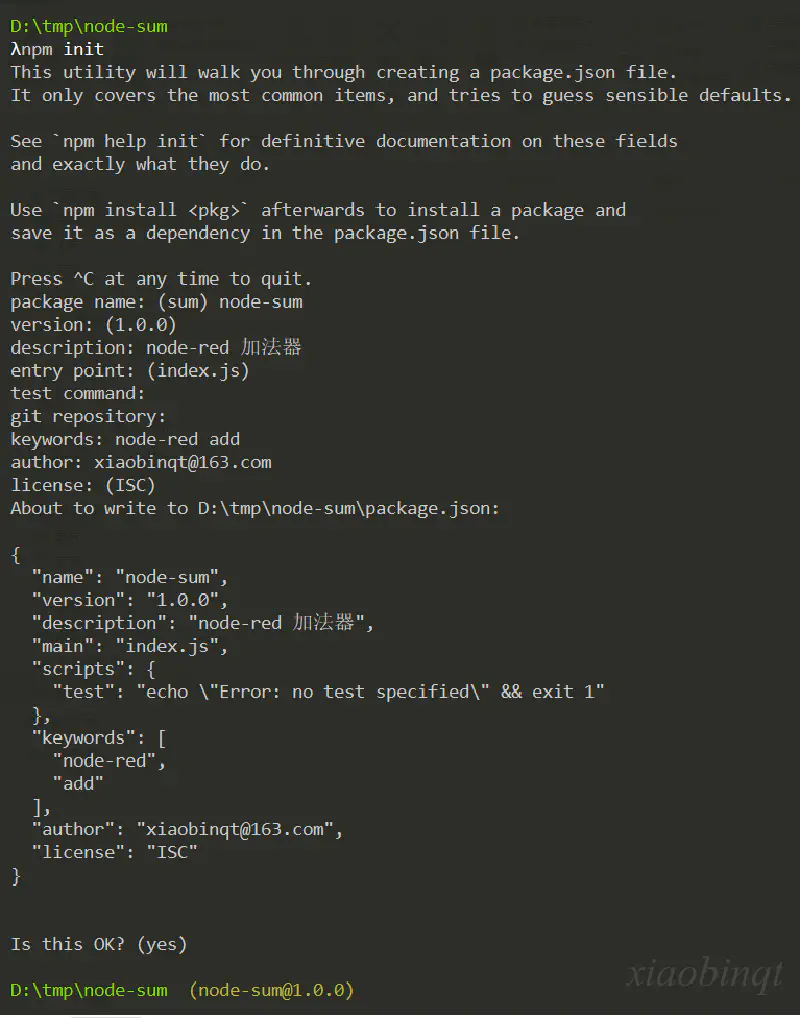 D:\tmp\node-sum
λnpm init
This utility will walk you through creating a package.json file.
It only covers the most common items, and tries to guess sensible defaults.
See `npm help init` for definitive documentation on these fields
and exactly what they do.
Use `npm install <pkg>` afterwards to install a package and
save it as a dependency in the package.json file.
Press ^C at any time to quit.
package name: (sum) node-sum
version: (1.0.0)
description: node-red 加法器
entry point: (index.js)
test command:
git repository:
keywords: node-red add
author: xiaobinqt@163.com
license: (ISC)
About to write to D:\tmp\node-sum\package.json:
{
  "name": "node-sum",
  "version": "1.0.0",
  "description": "node-red 加法器",
  "main": "index.js",
  "scripts": {
    "test": "echo \"Error: no test specified\" && exit 1"
  },
  "keywords": [
    "node-red",
    "add"
  ],
  "author": "xiaobinqt@163.com",
  "license": "ISC"
}
Is this OK? (yes)
xiaobinqt
D:\tmp\node-sum  (node-sum@1.0.0)